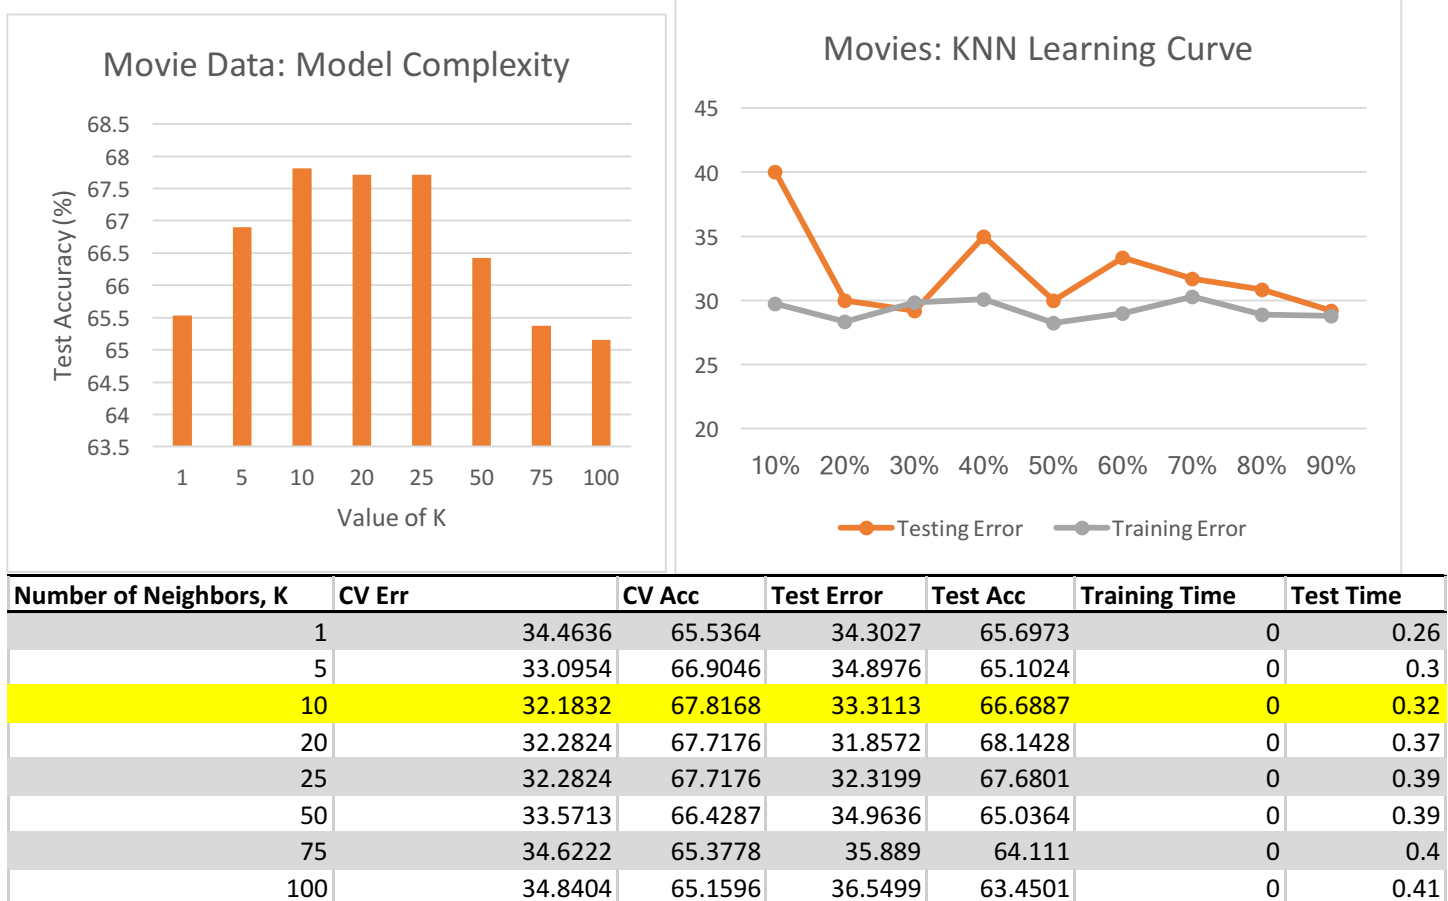 Movie Data: Model Complexity
68.5
68
67.5
67
66.5
66
65.5
65
64.5
64
63.5
Test Accuracy (%)
1 5 10 20 25 50 75 100
Value of K
Movies: KNN Learning Curve
45
40
35
30
25
20
10% 20% 30% 40% 50% 60% 70% 80% 90%
Testing Error Training Error
Number of Neighbors, K CV Err CV Acc Test Error Test Acc Training Time Test Time
1 34.4636 65.5364 34.3027 65.6973 0 0.26
5 33.0954 66.9046 34.8976 65.1024 0 0.3
10 32.1832 67.8168 33.3113 66.6887 0 0.32
20 32.2824 67.7176 31.8572 68.1428 0 0.37
25 32.2824 67.7176 32.3199 67.6801 0 0.39
50 33.5713 66.4287 34.9636 65.0364 0 0.39
75 34.6222 65.3778 35.889 64.111 0 0.4
100 34.8404 65.1596 36.5499 63.4501 0 0.41